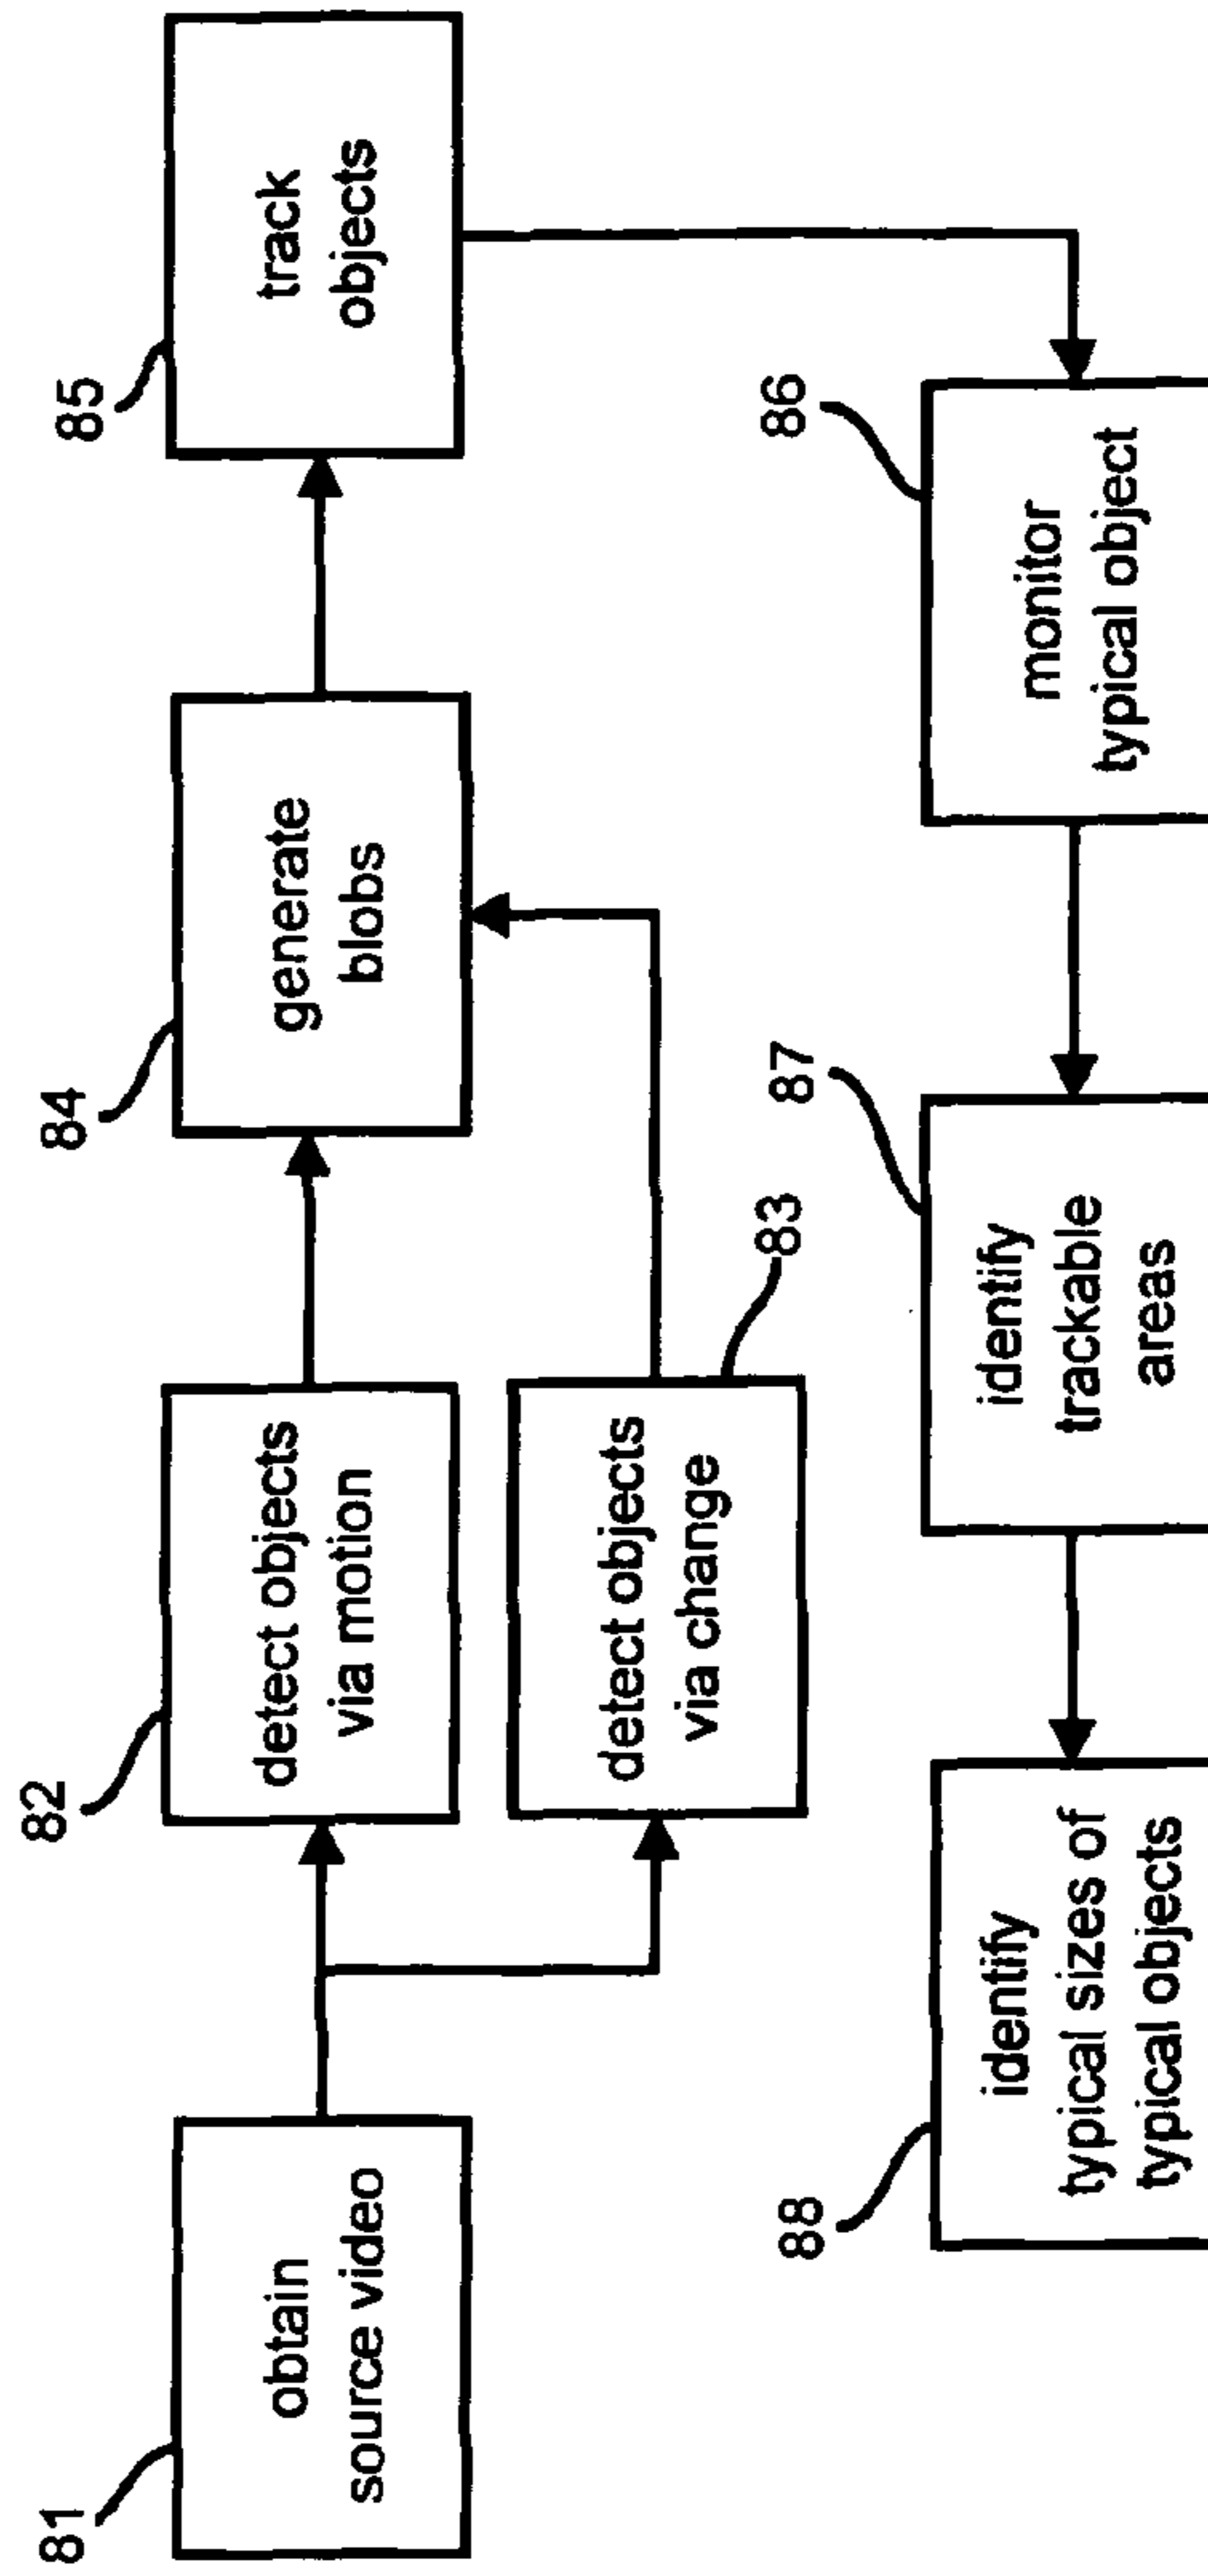 81
obtain
source video
82
detect objects
via motion
83
detect objects
via change
84
generate
blobs
85
track
objects
86
monitor
typical object
87
identify
trackable
areas
88
identify
typical sizes of
typical objects